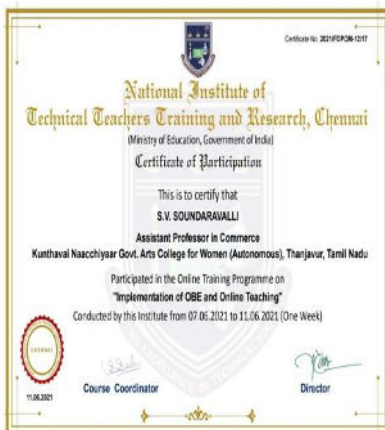 Certificate No. 2021/FDPOM-12/17
National Institute of
Technical Teachers Training and Research, Chennai
(Ministry of Education, Government of India)
Certificate of Participation
This is to certify that
S.V. SOUNDARAVALLI
Assistant Professor in Commerce
Kunthavai Naacchiyaar Govt. Arts College for Women (Autonomous), Thanjavur, Tamil Nadu
Participated in the Online Training Programme on
"Implementation of OBE and Online Teaching"
Conducted by this Institute from 07.06.2021 to 11.06.2021 (One Week)
CHENNAI
11.06.2021
Course Coordinator
Director